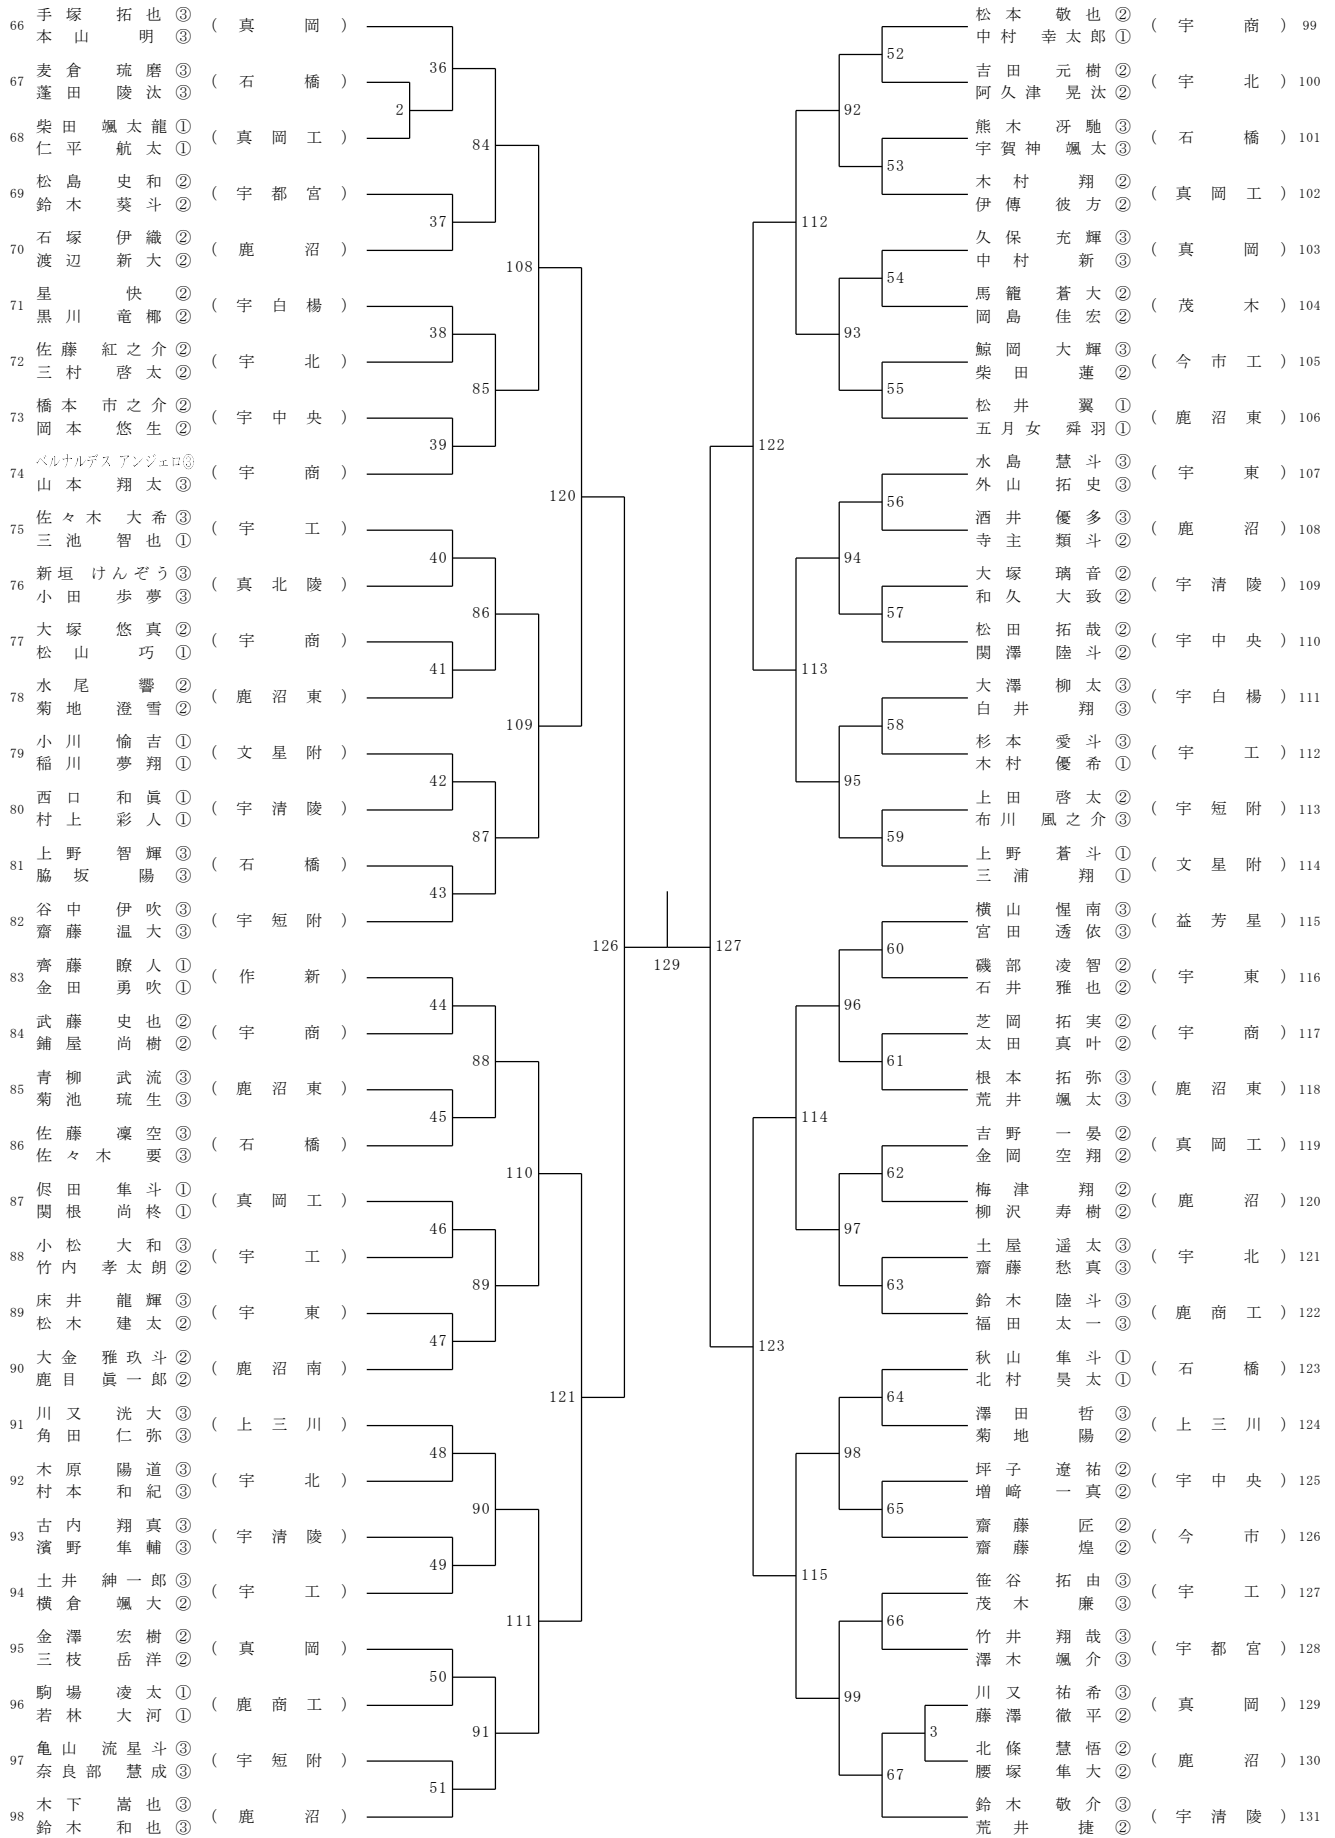 66 手塚 拓也 ③ ( 真 岡 )
本山 明 ③
67 麦倉 琉磨 ③ ( 石 橋 )
蓬田 陵汰 ③
68 柴田 颯太龍 ① ( 真 岡 工 )
仁平 航太 ①
69 松島 史和 ② ( 宇 都 宮 )
鈴木 葵斗 ②
70 石塚 伊織 ② ( 鹿 沼 )
渡辺 新大 ②
71 星 快 ② ( 宇 白 楊 )
黒川 竜椰 ②
72 佐藤 紅之介 ② ( 宇 北 )
三村 啓太 ②
73 橋本 市之介 ② ( 宇 中 央 )
岡本 悠生 ②
74 ベルナルデス アンジェロ③ ( 宇 商 )
山本 翔太 ③
75 佐々木 大希 ③ ( 宇 工 )
三池 智也 ①
76 新垣 けんぞう ③ ( 真 北 陵 )
小田 歩夢 ③
77 大塚 悠真 ② ( 宇 商 )
松山 巧 ①
78 水尾 響 ② ( 鹿 沼 東 )
菊地 澄雪 ②
79 小川 愉吉 ① ( 文 星 附 )
稲川 夢翔 ①
80 西口 和眞 ① ( 宇 清 陵 )
村上 彩人 ①
81 上野 智輝 ③ ( 石 橋 )
脇坂 陽 ③
82 谷中 伊吹 ③ ( 宇 短 附 )
齋藤 温大 ③
83 齊藤 瞭人 ① ( 作 新 )
金田 勇吹 ①
84 武藤 史也 ② ( 宇 商 )
鋪屋 尚樹 ②
85 青柳 武流 ③ ( 鹿 沼 東 )
菊池 琉生 ③
86 佐藤 凜空 ③ ( 石 橋 )
佐々木 要 ③
87 俣田 隼斗 ① ( 真 岡 工 )
関根 尚柊 ①
88 小松 大和 ③ ( 宇 工 )
竹内 孝太朗 ②
89 床井 龍輝 ③ ( 宇 東 )
松木 建太 ②
90 大金 雅玖斗 ② ( 鹿 沼 南 )
鹿目 眞一郎 ②
91 川又 洸大 ③ ( 上 三 川 )
角田 仁弥 ③
92 木原 陽道 ③ ( 宇 北 )
村本 和紀 ③
93 古内 翔真 ③ ( 宇 清 陵 )
濱野 隼輔 ③
94 土井 紳一郎 ③ ( 宇 工 )
横倉 颯大 ②
95 金澤 宏樹 ② ( 真 岡 )
三枝 岳洋 ②
96 駒場 凌太 ① ( 鹿 商 工 )
若林 大河 ①
97 亀山 流星斗 ③ ( 宇 短 附 )
奈良部 慧成 ③
98 木下 嵩也 ③ ( 鹿 沼 )
鈴木 和也 ③
2
36
37
38
39
40
41
42
43
44
45
46
47
48
49
50
51
84
85
86
87
88
89
90
91
108
109
110
111
120
121
126
129
127
122
123
112
113
114
115
92
93
94
95
96
97
98
99
52
53
54
55
56
57
58
59
60
61
62
63
64
65
66
67
3
松本 敬也 ② ( 宇 商 ) 99
中村 幸太郎 ①
吉田 元樹 ② ( 宇 北 ) 100
阿久津 晃汰 ②
熊木 冴馳 ③ ( 石 橋 ) 101
宇賀神 颯太 ③
木村 翔 ② ( 真 岡 工 ) 102
伊傳 彼方 ②
久保 充輝 ③ ( 真 岡 ) 103
中村 新 ③
馬籠 蒼大 ② ( 茂 木 ) 104
岡島 佳宏 ②
鯨岡 大輝 ③ ( 今 市 工 ) 105
柴田 蓮 ②
松井 翼 ① ( 鹿 沼 東 ) 106
五月女 舜羽 ①
水島 慧斗 ③ ( 宇 東 ) 107
外山 拓史 ③
酒井 優多 ③ ( 鹿 沼 ) 108
寺主 類斗 ②
大塚 璃音 ② ( 宇 清 陵 ) 109
和久 大致 ②
松田 拓哉 ② ( 宇 中 央 ) 110
関澤 陸斗 ②
大澤 柳太 ③ ( 宇 白 楊 ) 111
白井 翔 ③
杉本 愛斗 ③ ( 宇 工 ) 112
木村 優希 ①
上田 啓太 ② ( 宇 短 附 ) 113
布川 風之介 ③
上野 蒼斗 ① ( 文 星 附 ) 114
三浦 翔 ①
横山 惺南 ③ ( 益 芳 星 ) 115
宮田 透依 ③
磯部 凌智 ② ( 宇 東 ) 116
石井 雅也 ②
芝岡 拓実 ② ( 宇 商 ) 117
太田 真叶 ②
根本 拓弥 ③ ( 鹿 沼 東 ) 118
荒井 颯太 ③
吉野 一晏 ② ( 真 岡 工 ) 119
金岡 空翔 ②
梅津 翔 ② ( 鹿 沼 ) 120
柳沢 寿樹 ②
土屋 遥太 ③ ( 宇 北 ) 121
齋藤 愁真 ③
鈴木 陸斗 ③ ( 鹿 商 工 ) 122
福田 太一 ③
秋山 隼斗 ① ( 石 橋 ) 123
北村 昊太 ①
澤田 哲 ③ ( 上 三 川 ) 124
菊地 陽 ②
坪子 遼祐 ② ( 宇 中 央 ) 125
増﨑 一真 ②
齋藤 匠 ② ( 今 市 ) 126
齋藤 煌 ②
笹谷 拓由 ③ ( 宇 工 ) 127
茂木 廉 ③
竹井 翔哉 ③ ( 宇 都 宮 ) 128
澤木 颯介 ③
川又 祐希 ③ ( 真 岡 ) 129
藤澤 徹平 ②
北條 慧悟 ② ( 鹿 沼 ) 130
腰塚 隼大 ②
鈴木 敬介 ③ ( 宇 清 陵 ) 131
荒井 捷 ②